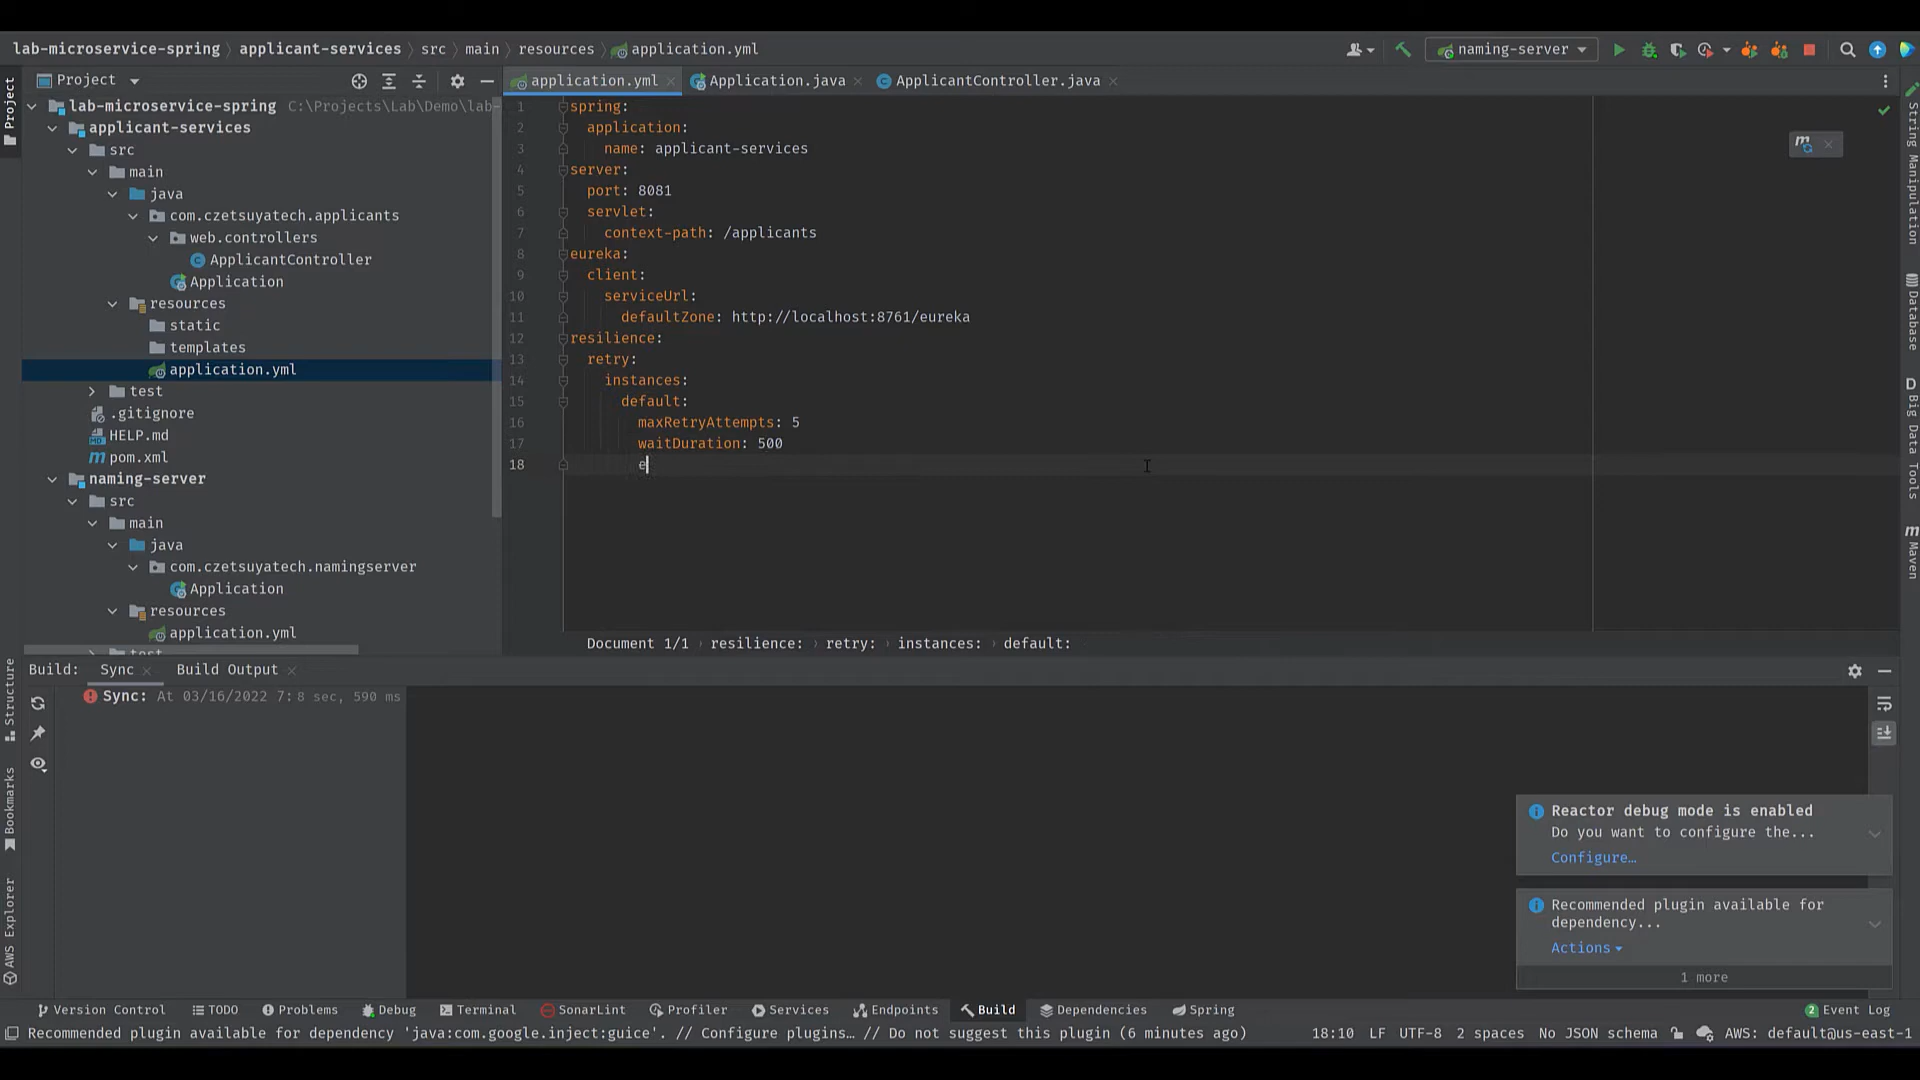 lab-microservice-spring › applicant-services › src › main › resources › application.yml
naming-server
Project
application.yml
Application.java
ApplicantController.java
Project
lab-microservice-spring C:\Projects\Lab\Demo\lab-
applicant-services
src
main
java
com.czetsuyatech.applicants
web.controllers
ApplicantController
Application
resources
static
templates
application.yml
test
.gitignore
HELP.md
pom.xml
naming-server
src
main
java
com.czetsuyatech.namingserver
Application
resources
application.yml
test
1 spring:
2 application:
3 name: applicant-services
4 server:
5 port: 8081
6 servlet:
7 context-path: /applicants
8 eureka:
9 client:
10 serviceUrl:
11 defaultZone: http://localhost:8761/eureka
12 resilience:
13 retry:
14 instances:
15 default:
16 maxRetryAttempts: 5
17 waitDuration: 500
18 e
Document 1/1 › resilience: › retry: › instances: › default:
String Manipulation
Database
Big Data Tools
Maven
Structure
Bookmarks
AWS Explorer
Build: Sync Build Output
Sync: At 03/16/2022 7: 8 sec, 590 ms
Reactor debug mode is enabled
Do you want to configure the...
Configure…
Recommended plugin available for
dependency...
Actions
1 more
Version Control TODO Problems Debug Terminal SonarLint Profiler Services Endpoints Build Dependencies Spring 2 Event Log
Recommended plugin available for dependency 'java:com.google.inject:guice'. // Configure plugins… // Do not suggest this plugin (6 minutes ago) 18:10 LF UTF-8 2 spaces No JSON schema AWS: default@us-east-1